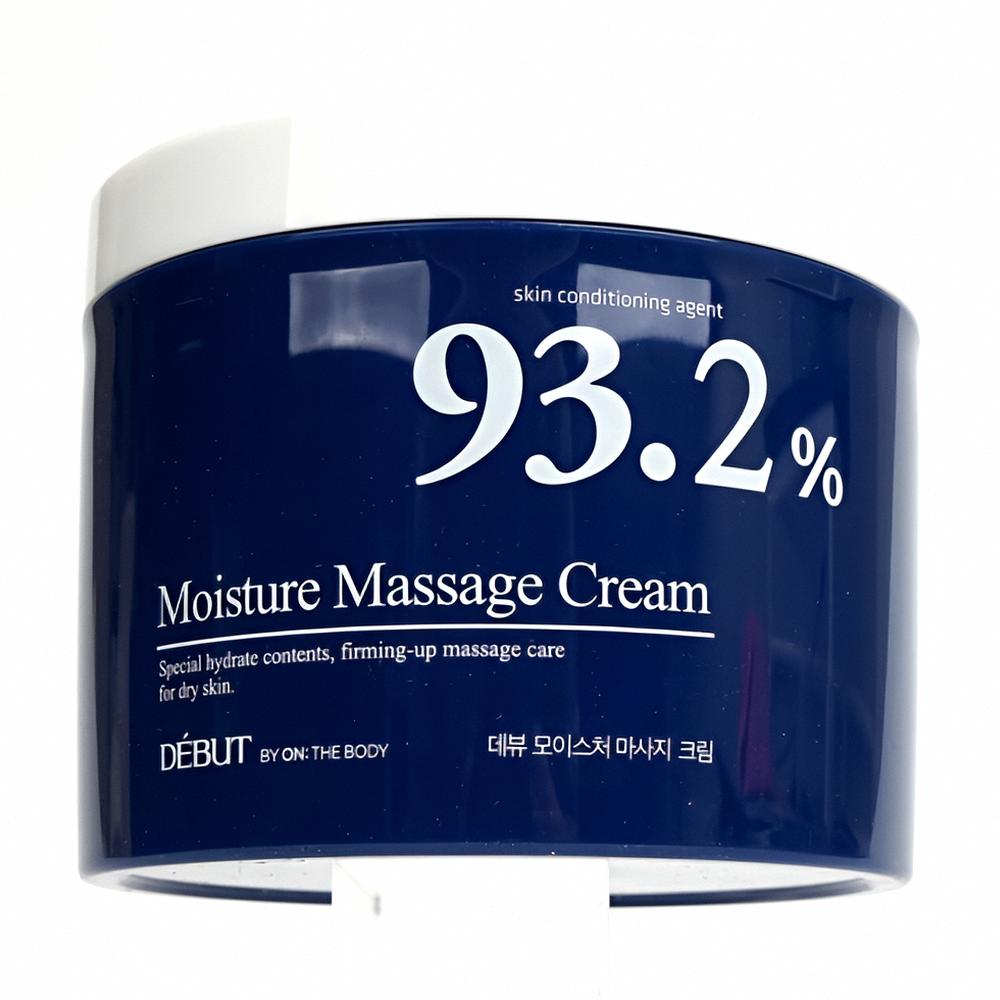 skin conditioning agent
93.2%
Moisture Massage Cream
Special hydrate contents, firming-up massage care
for dry skin.
DÉBUT BY ON: THE BODY
데뷰 모이스처 마사지 크림